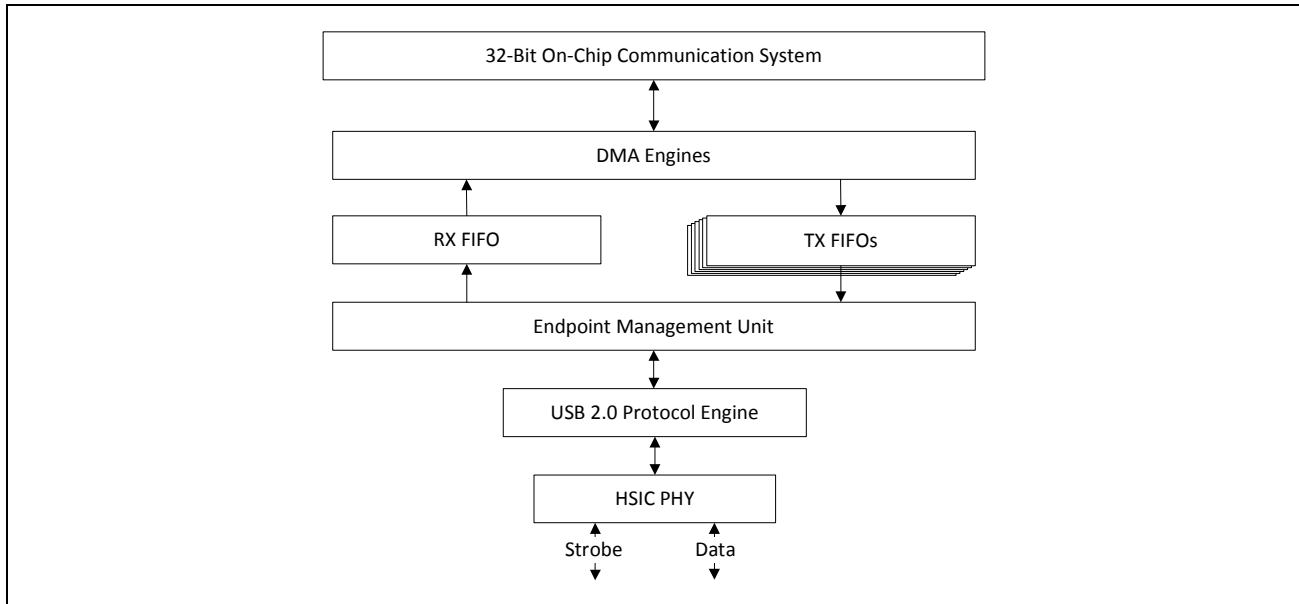 32-Bit On-Chip Communication System
DMA Engines
RX FIFO
TX FIFOs
Endpoint Management Unit
USB 2.0 Protocol Engine
HSIC PHY
Strobe
Data